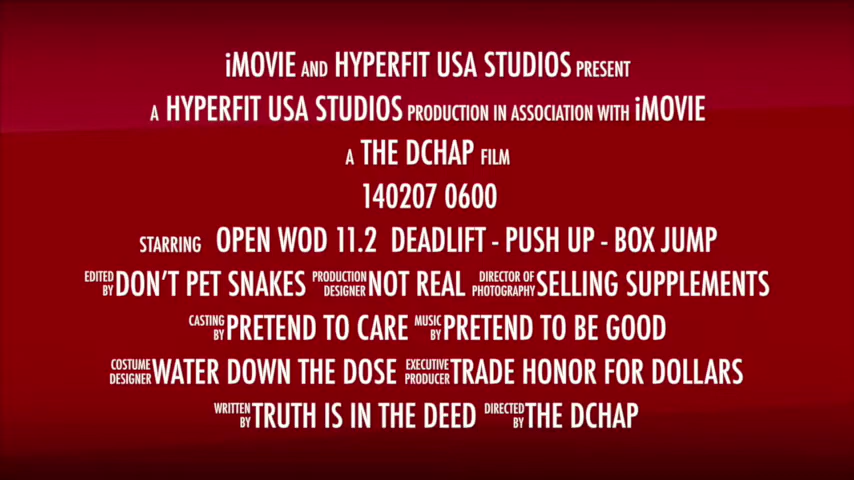 iMOVIE AND HYPERFIT USA STUDIOS PRESENT
A HYPERFIT USA STUDIOS PRODUCTION IN ASSOCIATION WITH iMOVIE
A THE DCHAP FILM
140207 0600
STARRING OPEN WOD 11.2 DEADLIFT - PUSH UP - BOX JUMP
EDITED BY DON'T PET SNAKES PRODUCTION DESIGNER NOT REAL DIRECTOR OF PHOTOGRAPHY SELLING SUPPLEMENTS
CASTING BY PRETEND TO CARE MUSIC BY PRETEND TO BE GOOD
COSTUME DESIGNER WATER DOWN THE DOSE EXECUTIVE PRODUCER TRADE HONOR FOR DOLLARS
WRITTEN BY TRUTH IS IN THE DEED DIRECTED BY THE DCHAP